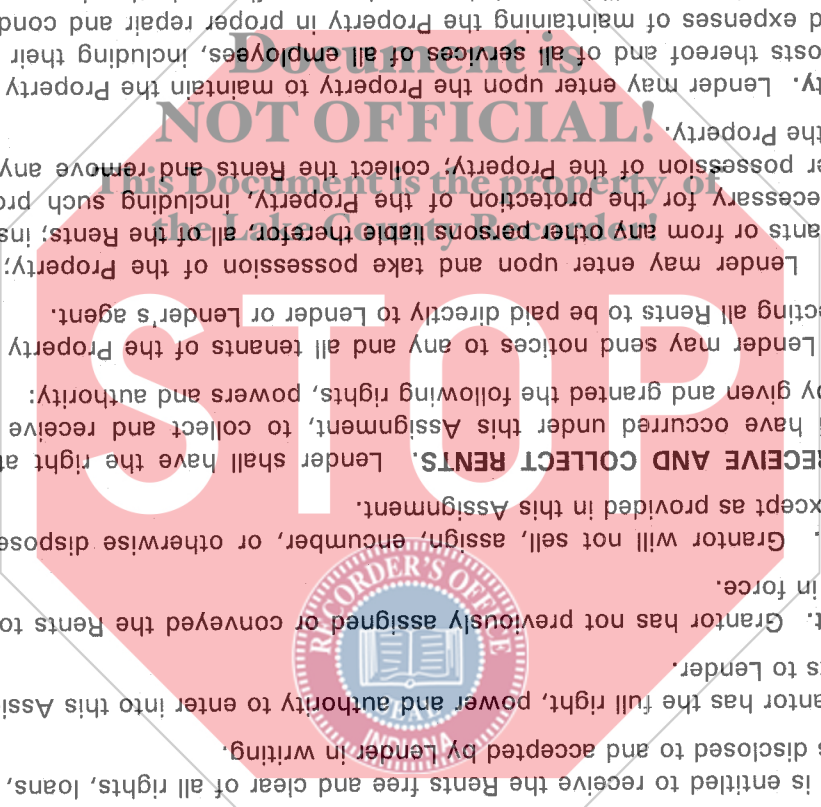 Document is
NOT OFFICIAL!
This Document is the property of
the Lake County Recorder!
STOP
RECORDER'S OFFICE
SEAL
INDIANA
is entitled to receive the Rents free and clear of all rights, loans,
s disclosed to and accepted by Lender in writing.
antor has the full right, power and authority to enter into this Assi
ts to Lender.
t. Grantor has not previously assigned or conveyed the Rents to
in force.
. Grantor will not sell, assign, encumber, or otherwise dispose
xcept as provided in this Assignment.
RECEIVE AND COLLECT RENTS. Lender shall have the right at
have occurred under this Assignment, to collect and receive
by given and granted the following rights, powers and authority:
Lender may send notices to any and all tenants of the Property
ecting all Rents to be paid directly to Lender or Lender's agent.
Lender may enter upon and take possession of the Property;
ants or from any other persons liable therefor, all of the Rents; ins
ecessary for the protection of the Property, including such pro
er possession of the Property; collect the Rents and remove any
the Property.
ty. Lender may enter upon the Property to maintain the Property
osts thereof and of all services of all employees, including their
d expenses of maintaining the Property in proper repair and cond